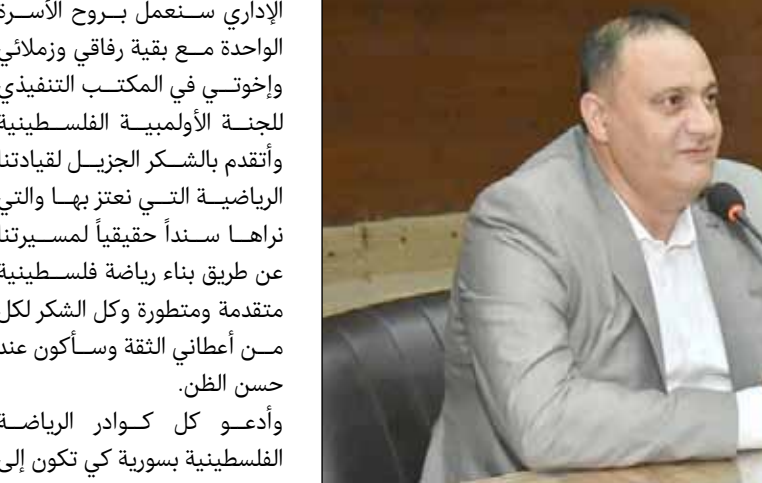 الإداري سنعمل بروح الأسرة
الواحدة مع بقية رفاقي وزملائي
وإخوتي في المكتب التنفيذي
للجنة الأولمبية الفلسطينية
وأتقدم بالشكر الجزيل لقيادتنا
الرياضية التي نعتز بها والتي
نراها سنداً حقيقياً لمسيرتنا
عن طريق بناء رياضة فلسطينية
متقدمة ومتطورة وكل الشكر لكل
من أعطاني الثقة وسأكون عند
حسن الظن.
وأدعو كل كوادر الرياضة
الفلسطينية بسورية كي تكون إلى